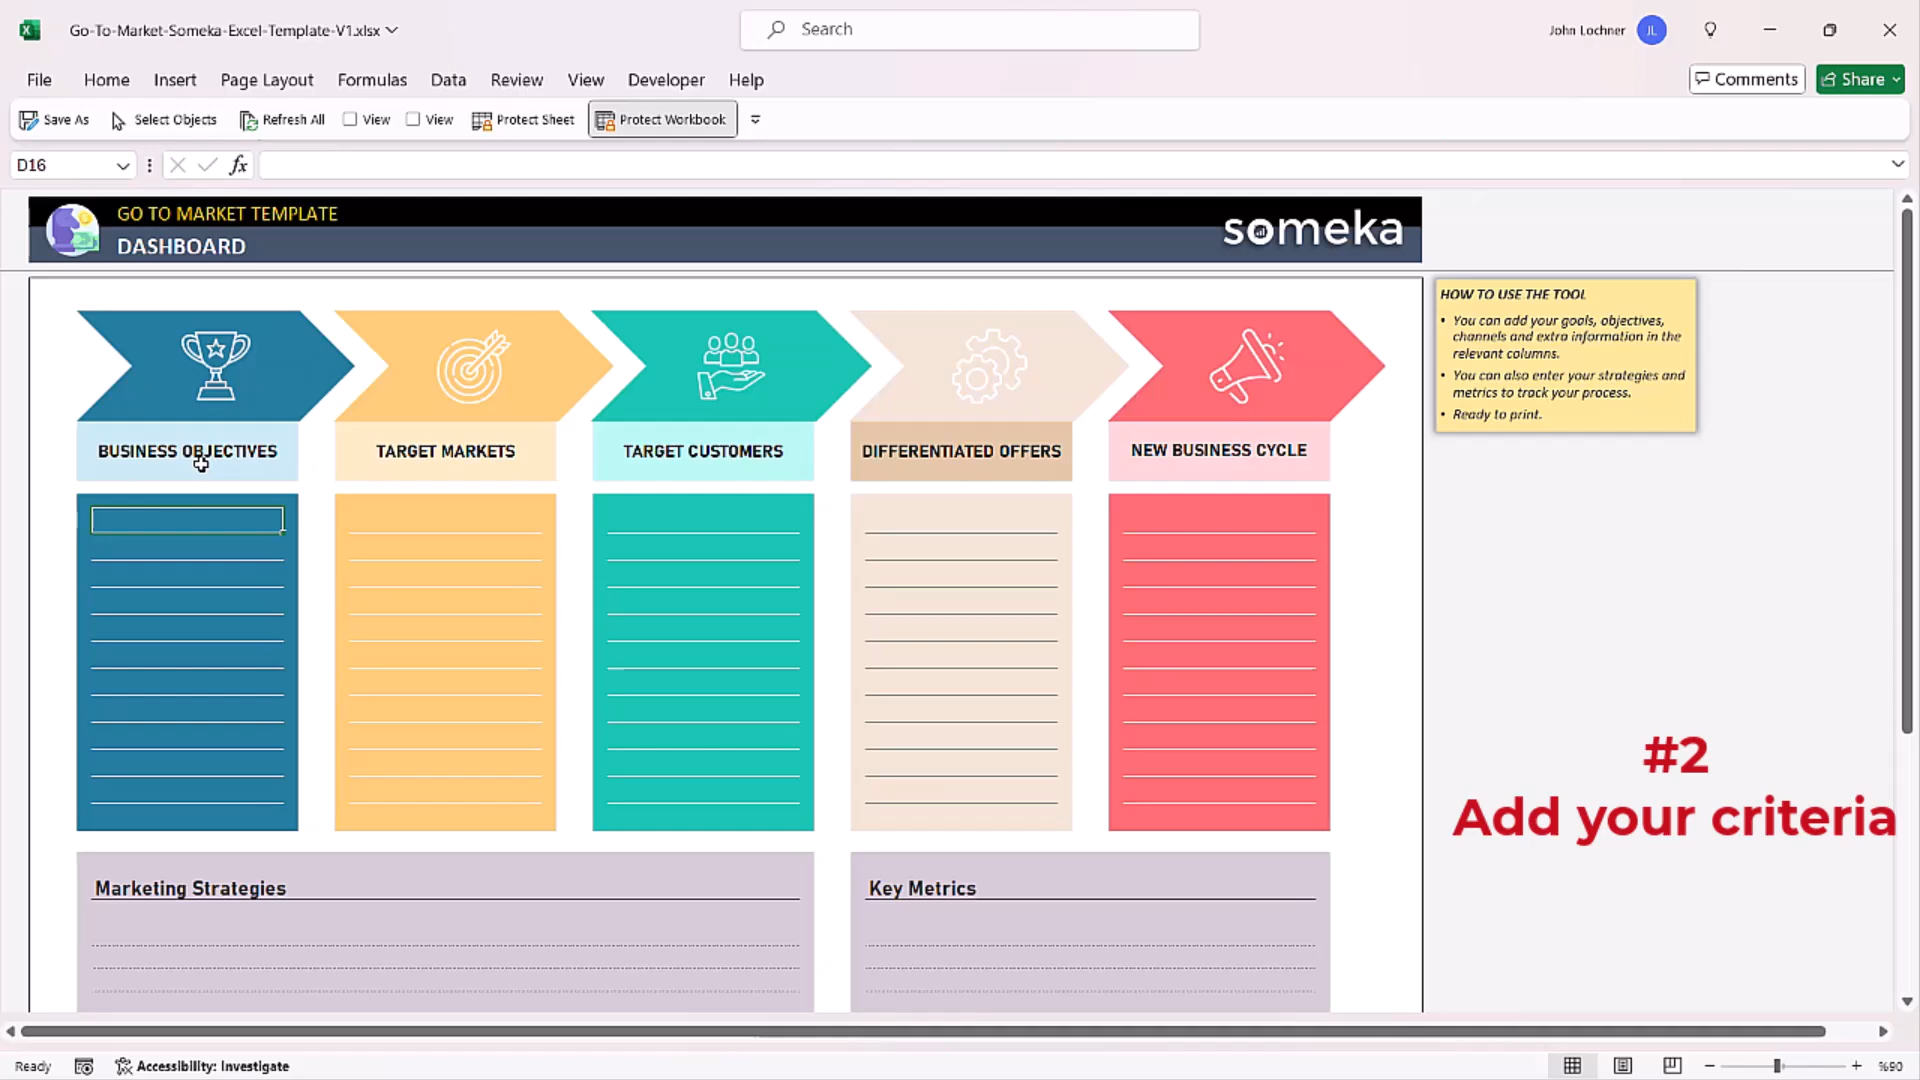 Go-To-Market-Someka-Excel-Template-V1.xlsx
Search
John Lochner
JL
File Home Insert Page Layout Formulas Data Review View Developer Help
Comments
Share
Save As Select Objects Refresh All View View Protect Sheet Protect Workbook
D16
fx
GO TO MARKET TEMPLATE
DASHBOARD
someka
BUSINESS OBJECTIVES
TARGET MARKETS
TARGET CUSTOMERS
DIFFERENTIATED OFFERS
NEW BUSINESS CYCLE
HOW TO USE THE TOOL
• You can add your goals, objectives,
channels and extra information in the
relevant columns.
• You can also enter your strategies and
metrics to track your process.
• Ready to print.
#2
Add your criteria
Marketing Strategies
Key Metrics
Ready
Accessibility: Investigate
%90